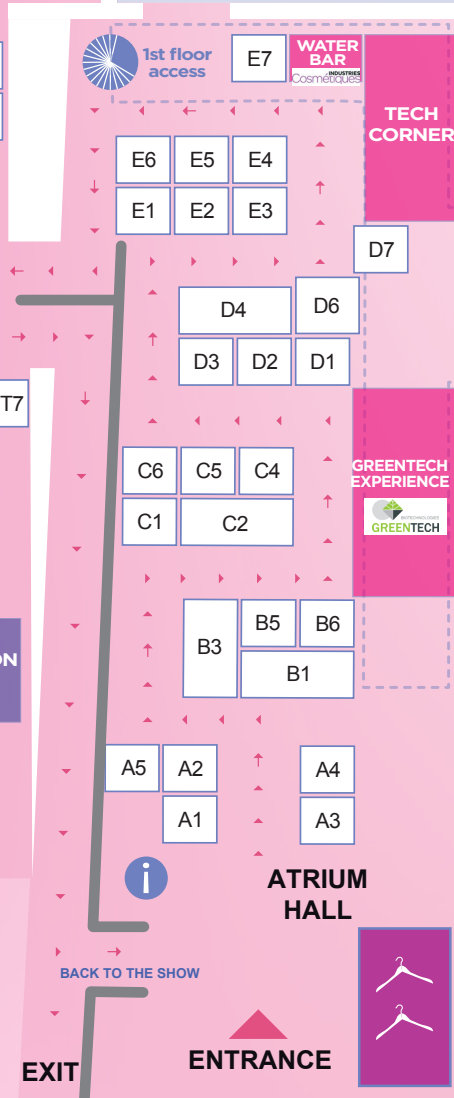 1st floor
access
E7
WATER
BAR
INDUSTRIES
Cosmétiques
TECH
CORNER
E6
E5
E4
E1
E2
E3
D7
D4
D6
D3
D2
D1
T7
C6
C5
C4
C1
C2
GREENTECH
EXPERIENCE
BIOTECHNOLOGIES
GREENTECH
B3
B5
B6
B1
ON
A5
A2
A4
A1
A3
i
ATRIUM
HALL
BACK TO THE SHOW
ENTRANCE
EXIT